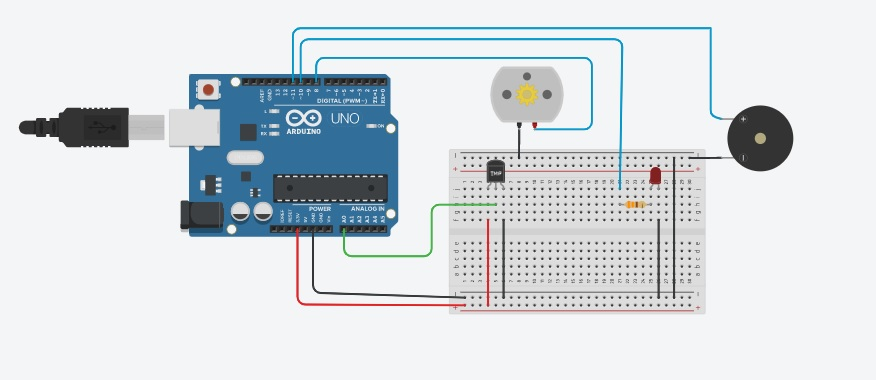 AREF
GND
13
12
~11
~10
~9
8
7
~6
~5
4
~3
2
TX→1
RX←0
DIGITAL (PWM~)
L
TX
RX
ARDUINO
UNO
ON
POWER
ANALOG IN
IOREF
RESET
3.3V
5V
GND
GND
Vin
A0
A1
A2
A3
A4
A5
TMP
a b c d e